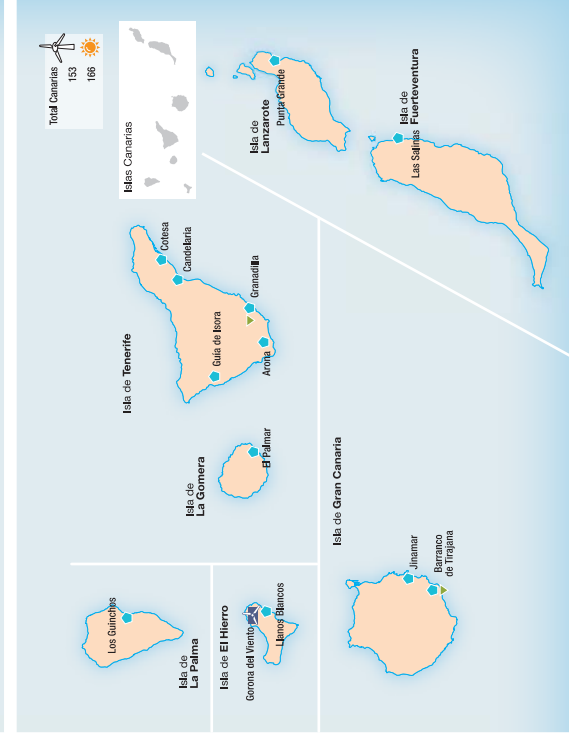 Total Canarias
153
166
Islas Canarias
Isla de
La Palma
Los Guinchos
Isla de El Hierro
Gorona del Viento
Llanos Blancos
Isla de
La Gomera
El Palmar
Isla de Tenerife
Cotesa
Candelaria
Granadilla
Guía de Isora
Arona
Isla de Gran Canaria
Jinamar
Barranco
de Tirajana
Isla de
Lanzarote
Punta Grande
Isla de
Fuerteventura
Las Salinas